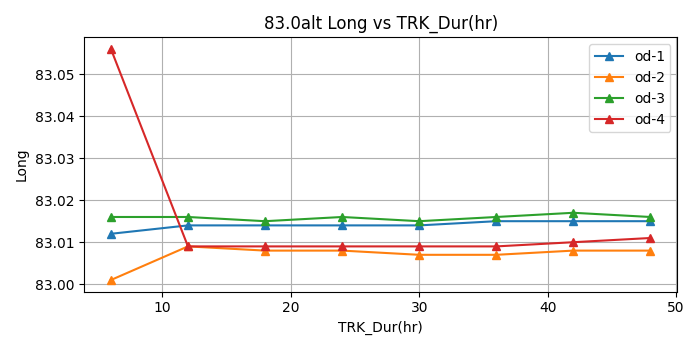 83.0alt Long vs TRK_Dur(hr)
od-1
od-2
od-3
od-4
Long
83.05
83.04
83.03
83.02
83.01
83.00
10 20 30 40 50
TRK_Dur(hr)